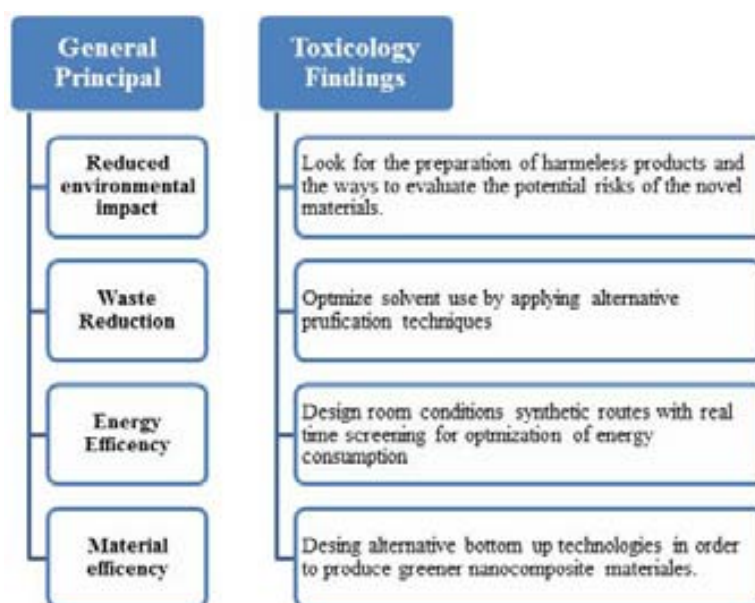 General
Principal
Toxicology
Findings
Reduced
environmental
impact
Look for the preparation of harmeless products and
the ways to evaluate the potential risks of the novel
materials.
Waste
Reduction
Optmize solvent use by applying alternative
prufication techniques
Energy
Efficency
Design room conditions synthetic routes with real
time screening for optmization of energy
consumption
Material
efficency
Desing alternative bottom up technologies in order
to produce greener nanocomposite materiales.